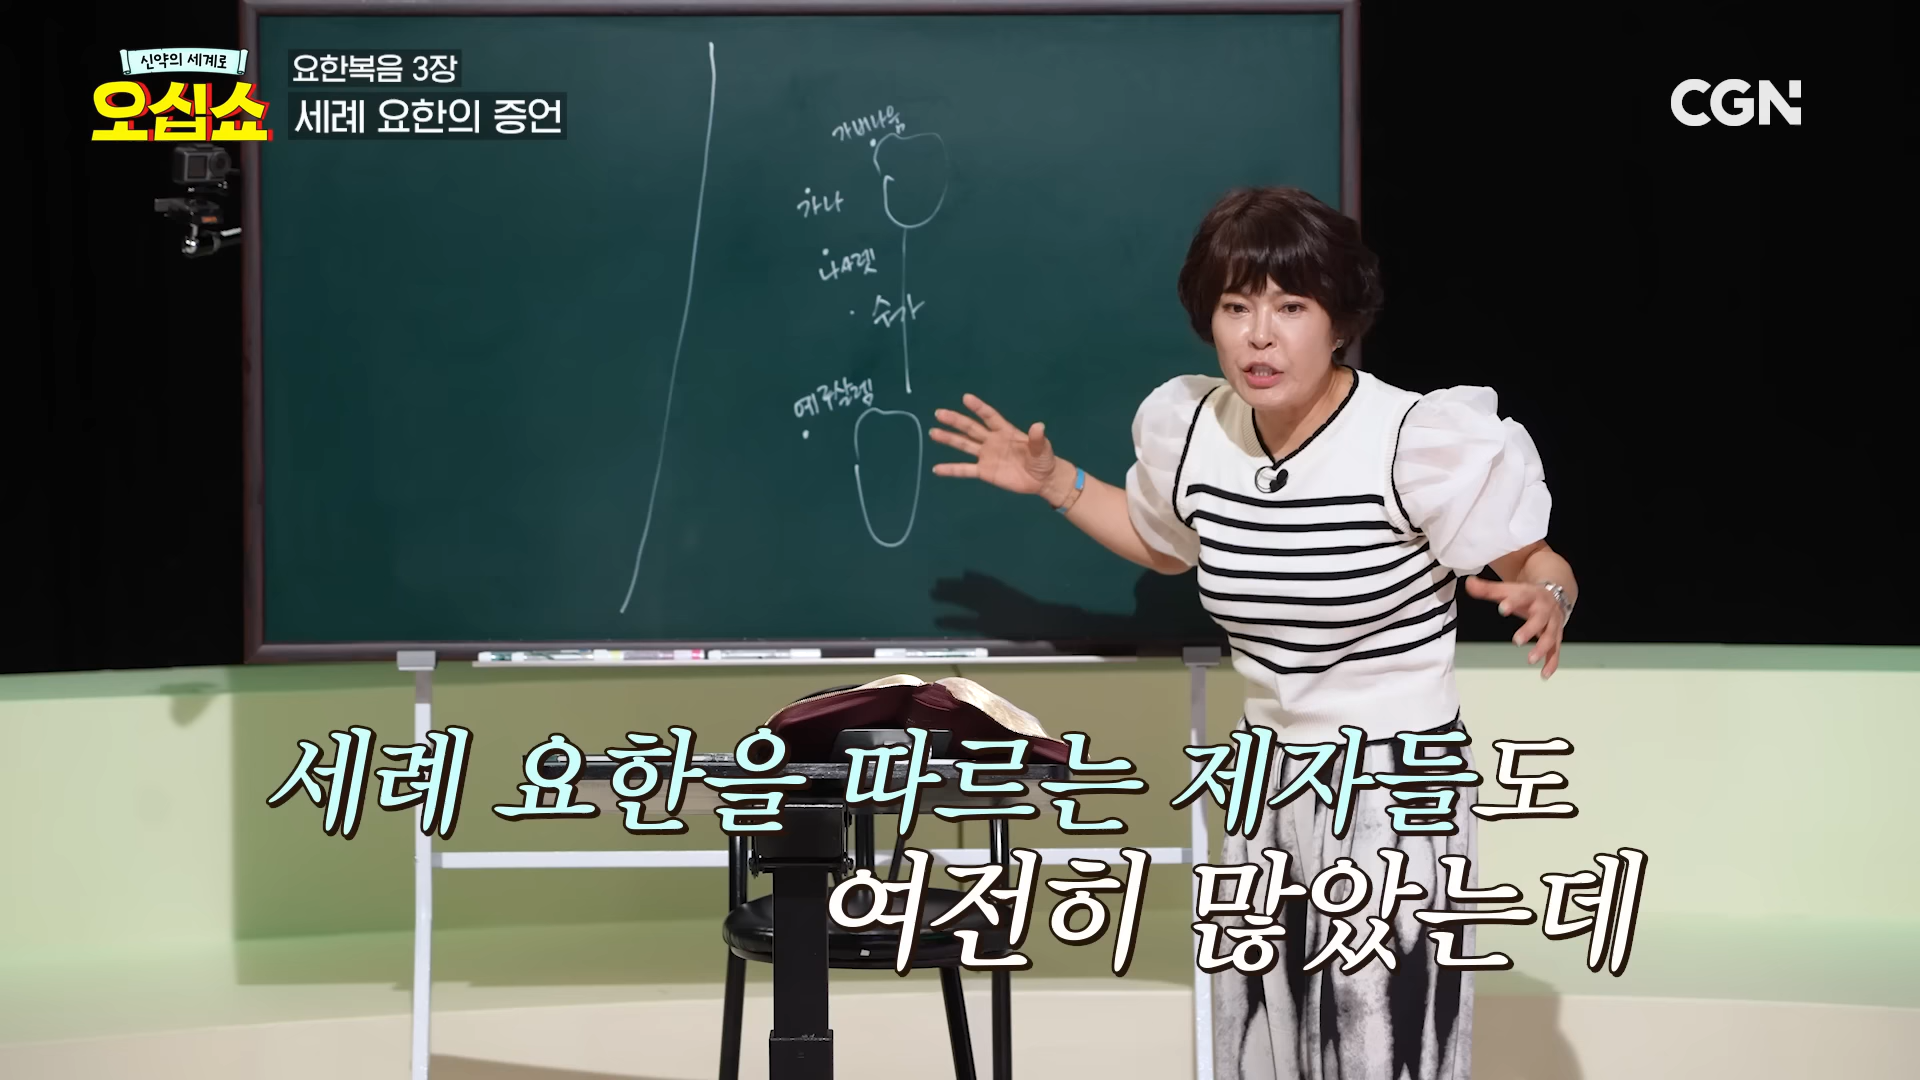 신약의 세계로
오십쇼
요한복음 3장
세례 요한의 증언
CGN
가버나움
가나
나사렛
수가
예루살렘
세례 요한을 따르는 제자들도
여전히 많았는데